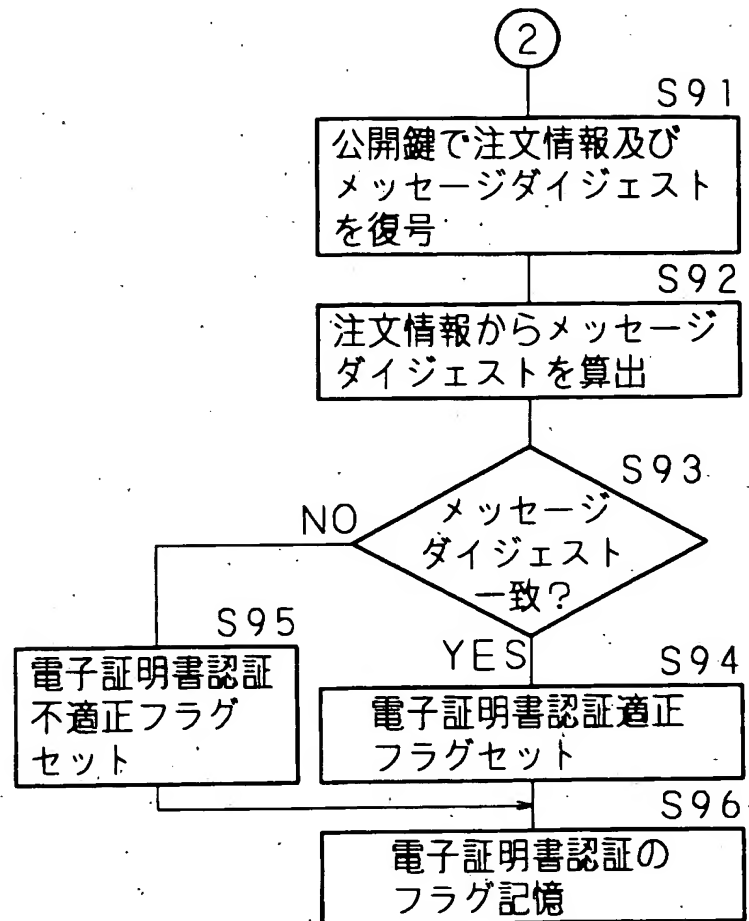 2
S91
公開鍵で注文情報及び
メッセージダイジェスト
を復号
S92
注文情報からメッセージ
ダイジェストを算出
S93
メッセージ
ダイジェスト
一致?
NO
YES
S95
電子証明書認証
不適正フラグ
セット
S94
電子証明書認証適正
フラグセット
S96
電子証明書認証の
フラグ記憶